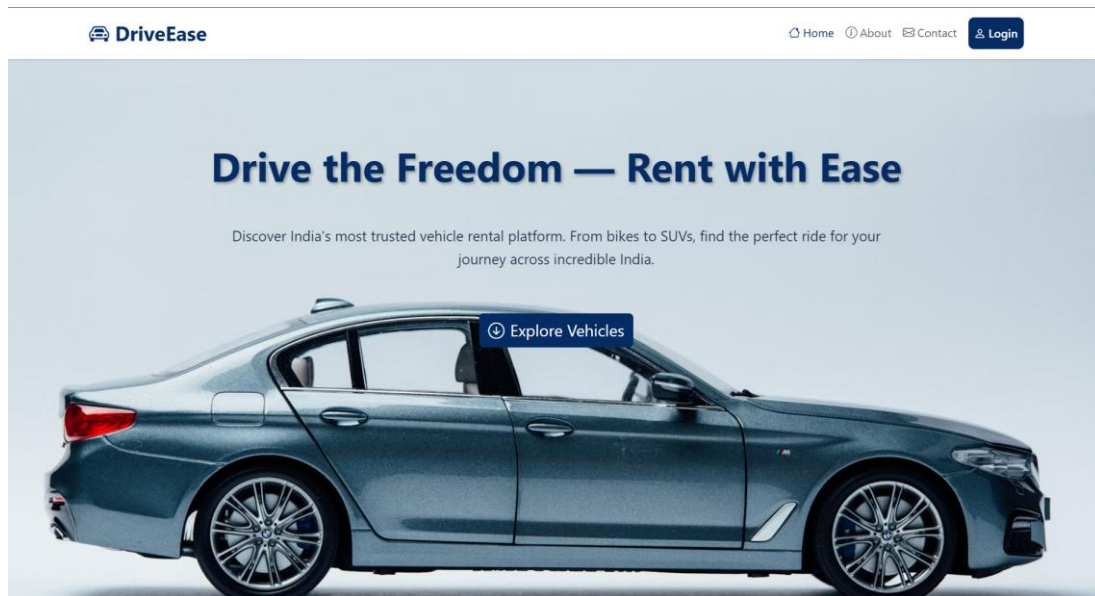 DriveEase
Home About Contact Login
Drive the Freedom — Rent with Ease
Discover India's most trusted vehicle rental platform. From bikes to SUVs, find the perfect ride for your
journey across incredible India.
Explore Vehicles